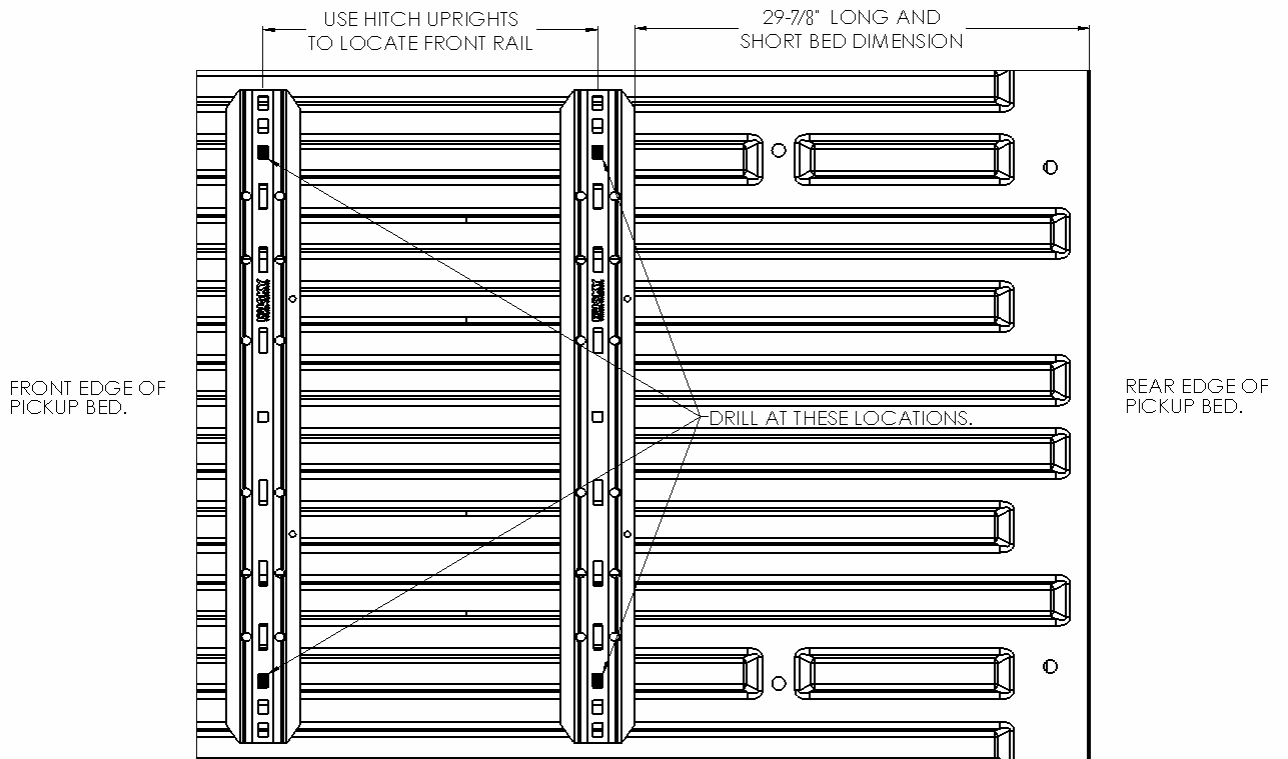 USE HITCH UPRIGHTS
TO LOCATE FRONT RAIL
29-7/8" LONG AND
SHORT BED DIMENSION
FRONT EDGE OF
PICKUP BED.
REAR EDGE OF
PICKUP BED.
DRILL AT THESE LOCATIONS.